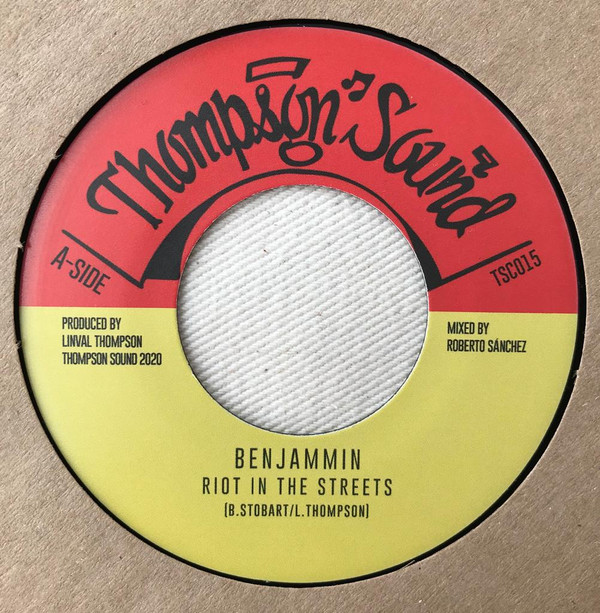 Thompson Sound
A-SIDE
TSC015
PRODUCED BY
LINVAL THOMPSON
THOMPSON SOUND 2020
MIXED BY
ROBERTO SÁNCHEZ
BENJAMMIN
RIOT IN THE STREETS
(B.STOBART/L.THOMPSON)